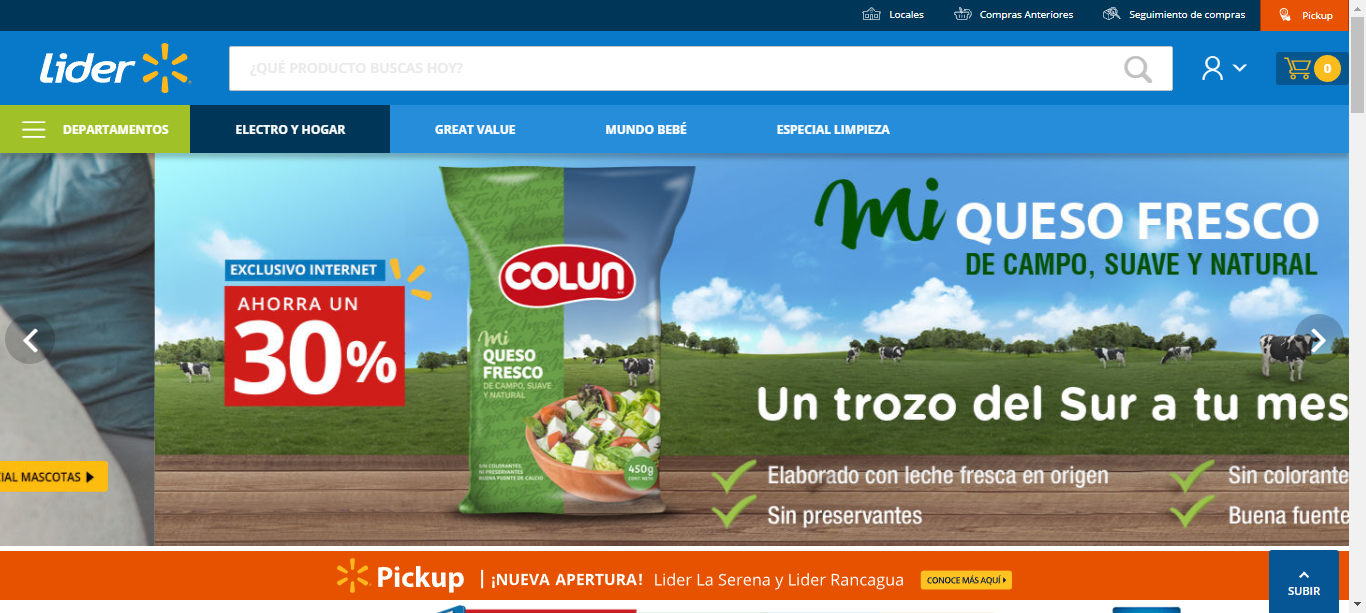 Locales
Compras Anteriores
Seguimiento de compras
Pickup
Lider
¿QUÉ PRODUCTO BUSCAS HOY?
0
DEPARTAMENTOS
ELECTRO Y HOGAR
GREAT VALUE
MUNDO BEBÉ
ESPECIAL LIMPIEZA
EXCLUSIVO INTERNET
AHORRA UN
30%
COLUN
Mi
QUESO
FRESCO
DE CAMPO, SUAVE
Y NATURAL
SIN COLORANTES,
NI PRESERVANTES
BUENA FUENTE DE CALCIO
450g
CONT. NETO
Mi QUESO FRESCO
DE CAMPO, SUAVE Y NATURAL
Un trozo del Sur a tu mes
Elaborado con leche fresca en origen
Sin colorante
Sin preservantes
Buena fuente
IAL MASCOTAS
Pickup | ¡NUEVA APERTURA! Lider La Serena y Lider Rancagua
CONOCE MÁS AQUÍ
SUBIR